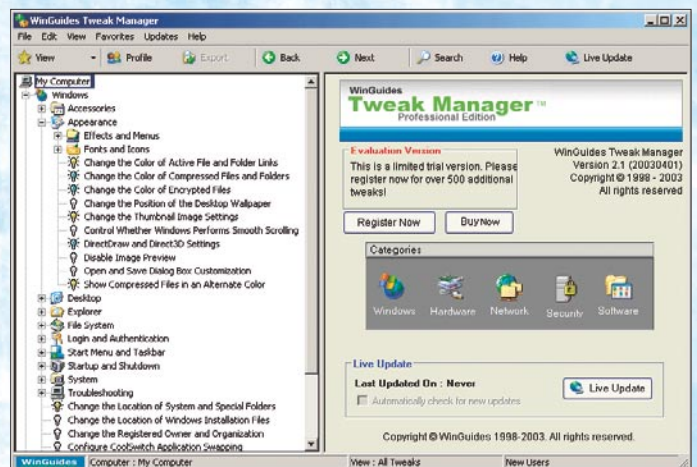 WinGuides Tweak Manager
File Edit View Favorites Updates Help
View Profile Export Back Next Search Help Live Update
My Computer
Windows
Accessories
Appearance
Effects and Menus
Fonts and Icons
Change the Color of Active File and Folder Links
Change the Color of Compressed Files and Folders
Change the Color of Encrypted Files
Change the Position of the Desktop Wallpaper
Change the Thumbnail Image Settings
Control Whether Windows Performs Smooth Scrolling
DirectDraw and Direct3D Settings
Disable Image Preview
Open and Save Dialog Box Customization
Show Compressed Files in an Alternate Color
Desktop
Explorer
File System
Login and Authentication
Start Menu and Taskbar
Startup and Shutdown
System
Troubleshooting
Change the Location of System and Special Folders
Change the Location of Windows Installation Files
Change the Registered Owner and Organization
Configure CoolSwitch Application Swapping
WinGuides
Tweak Manager ™
Professional Edition
Evaluation Version
This is a limited trial version. Please
register now for over 500 additional
tweaks!
WinGuides Tweak Manager
Version 2.1 (20030401)
Copyright © 1998 - 2003
All rights reserved
Register Now BuyNow
Categories
Windows Hardware Network Security Software
Live Update
Last Updated On : Never
Automatically check for new updates
Live Update
Copyright © WinGuides 1998-2003. All rights reserved.
WinGuides Computer : My Computer View : All Tweaks New Users